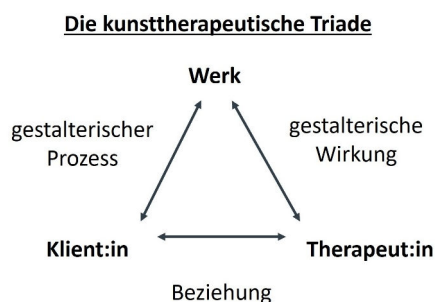 Die kunsttherapeutische Triade
Werk
gestalterischer
Prozess
gestalterische
Wirkung
Klient:in
Therapeut:in
Beziehung